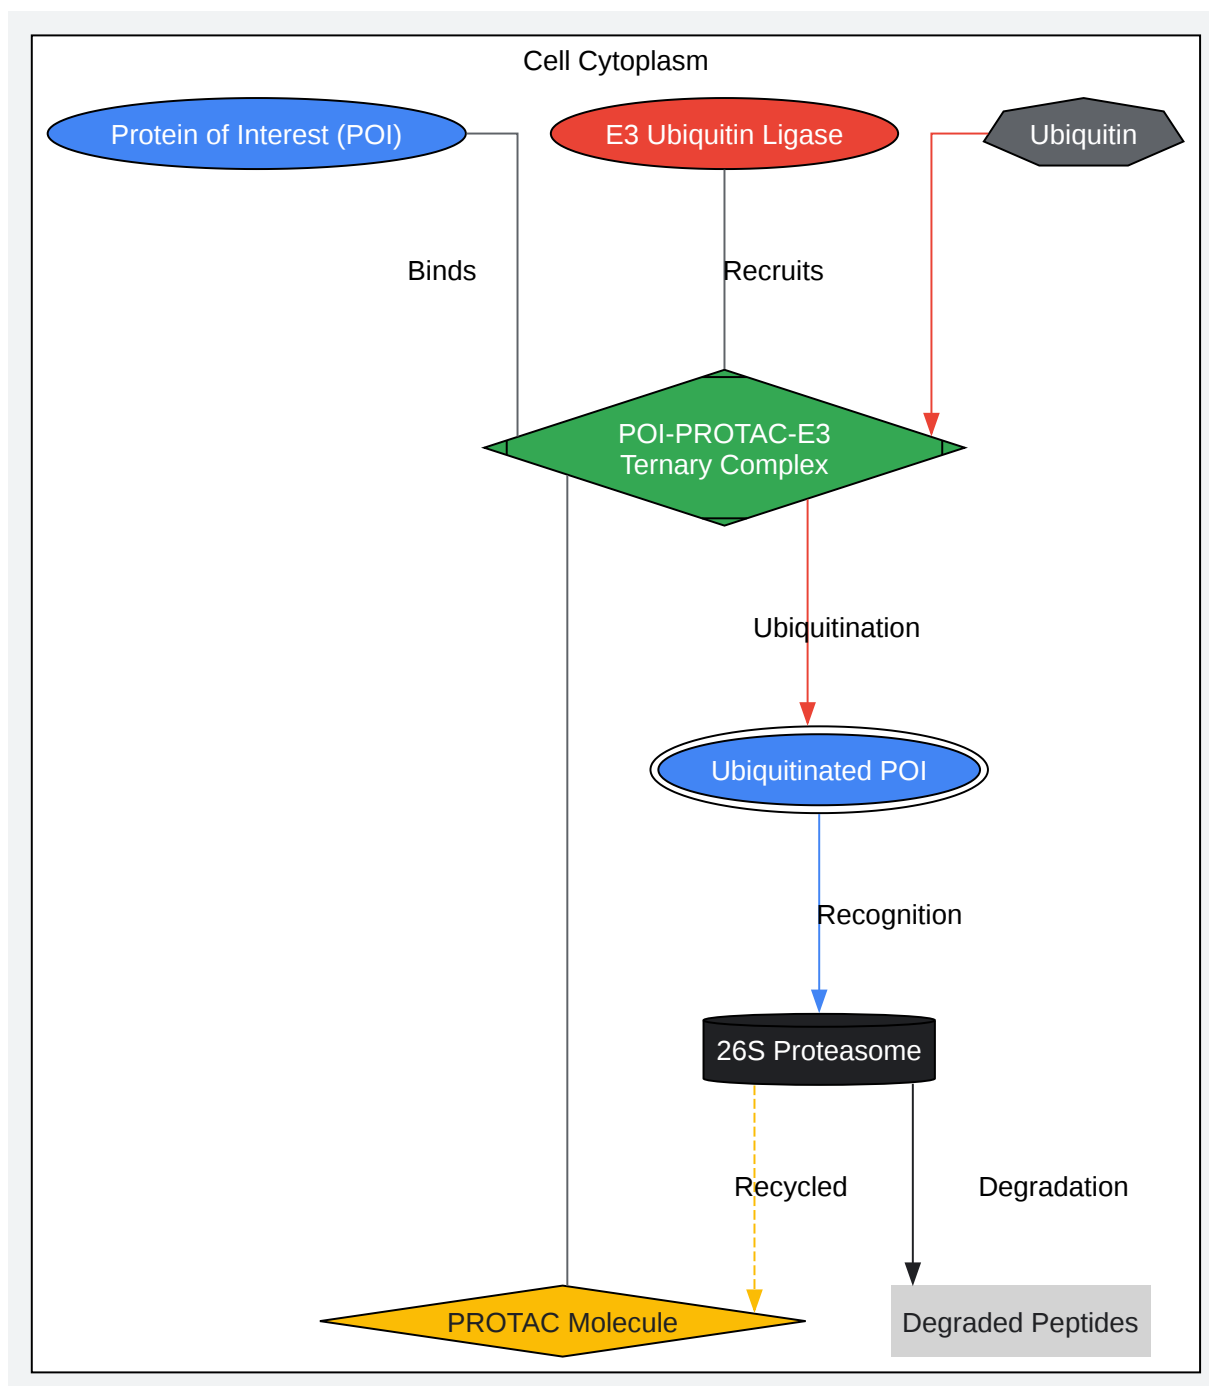 Cell Cytoplasm
Protein of Interest (POI)
E3 Ubiquitin Ligase
Ubiquitin
Binds
Recruits
POI-PROTAC-E3
Ternary Complex
Ubiquitination
Ubiquitinated POI
Recognition
26S Proteasome
Recycled
Degradation
PROTAC Molecule
Degraded Peptides